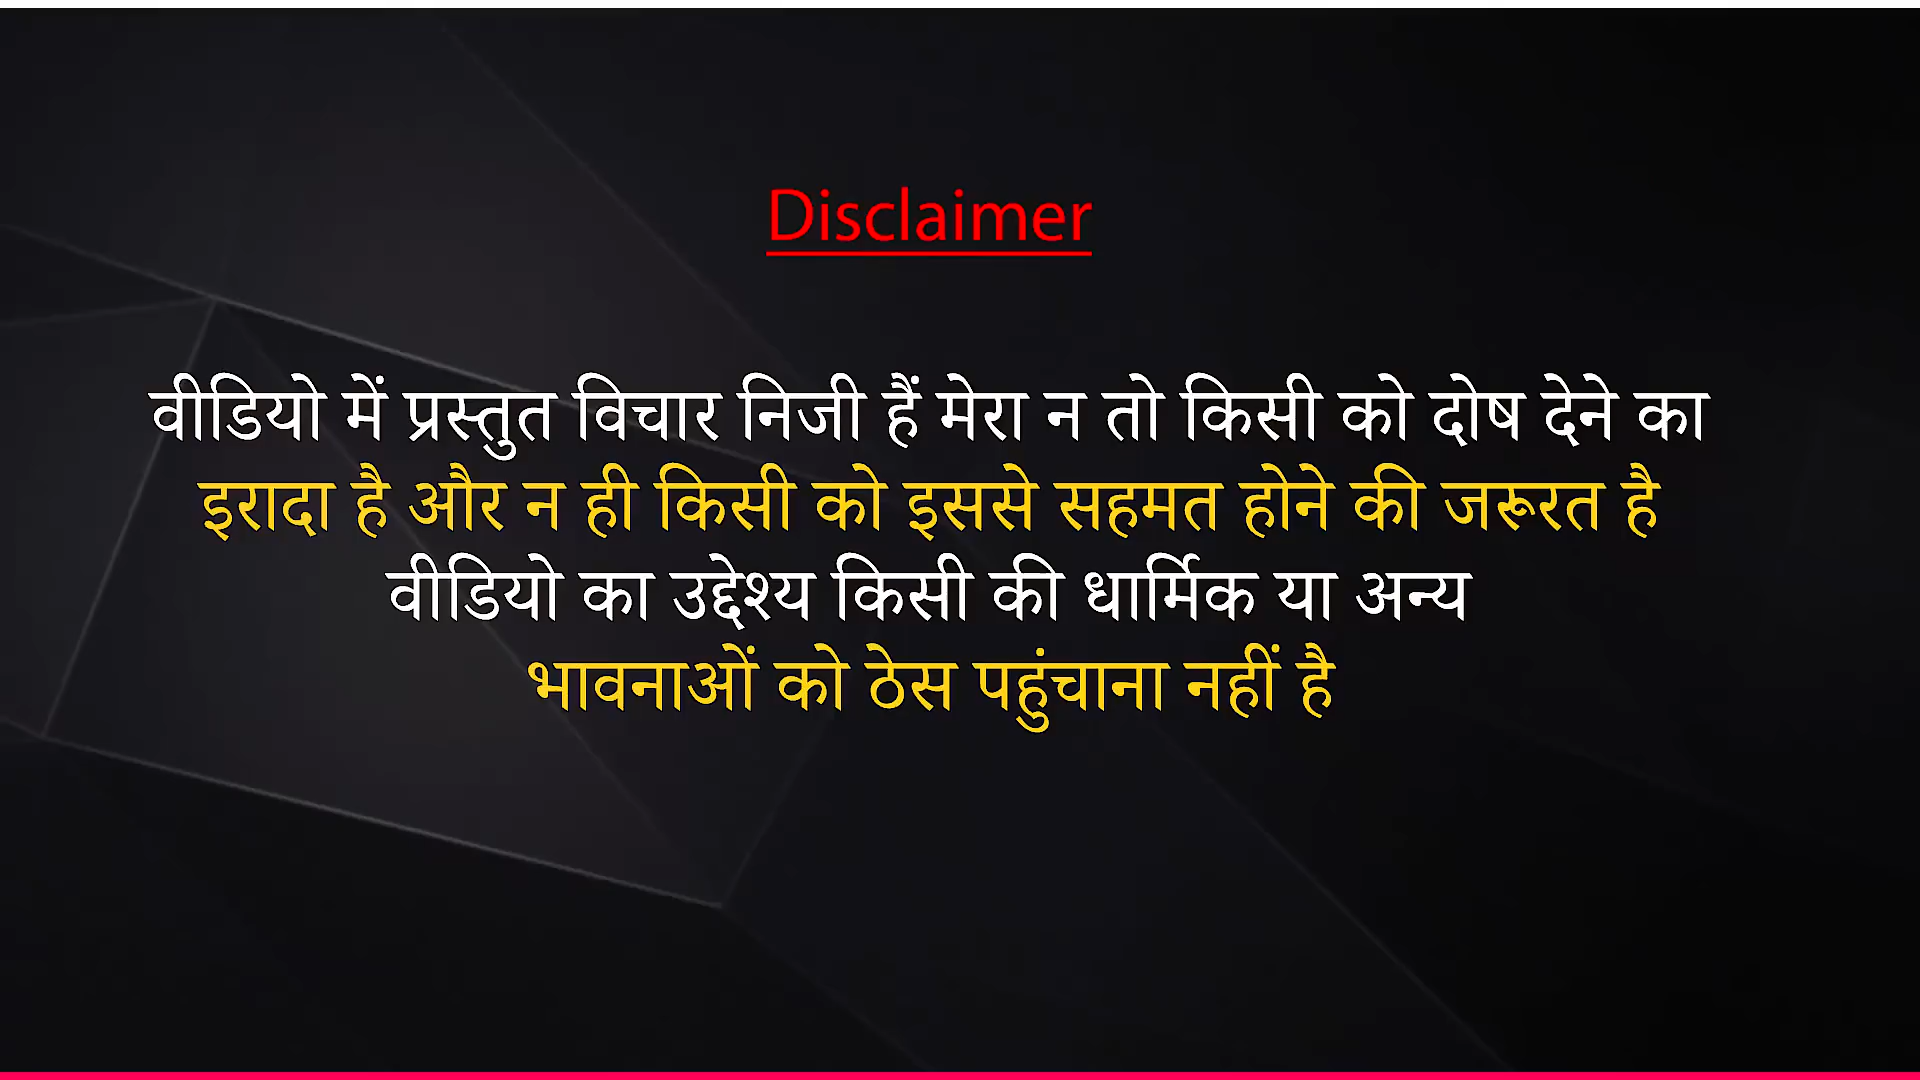 Disclaimer
वीडियो में प्रस्तुत विचार निजी हैं मेरा न तो किसी को दोष देने का
इरादा है और न ही किसी को इससे सहमत होने की जरूरत है
वीडियो का उद्देश्य किसी की धार्मिक या अन्य
भावनाओं को ठेस पहुंचाना नहीं है